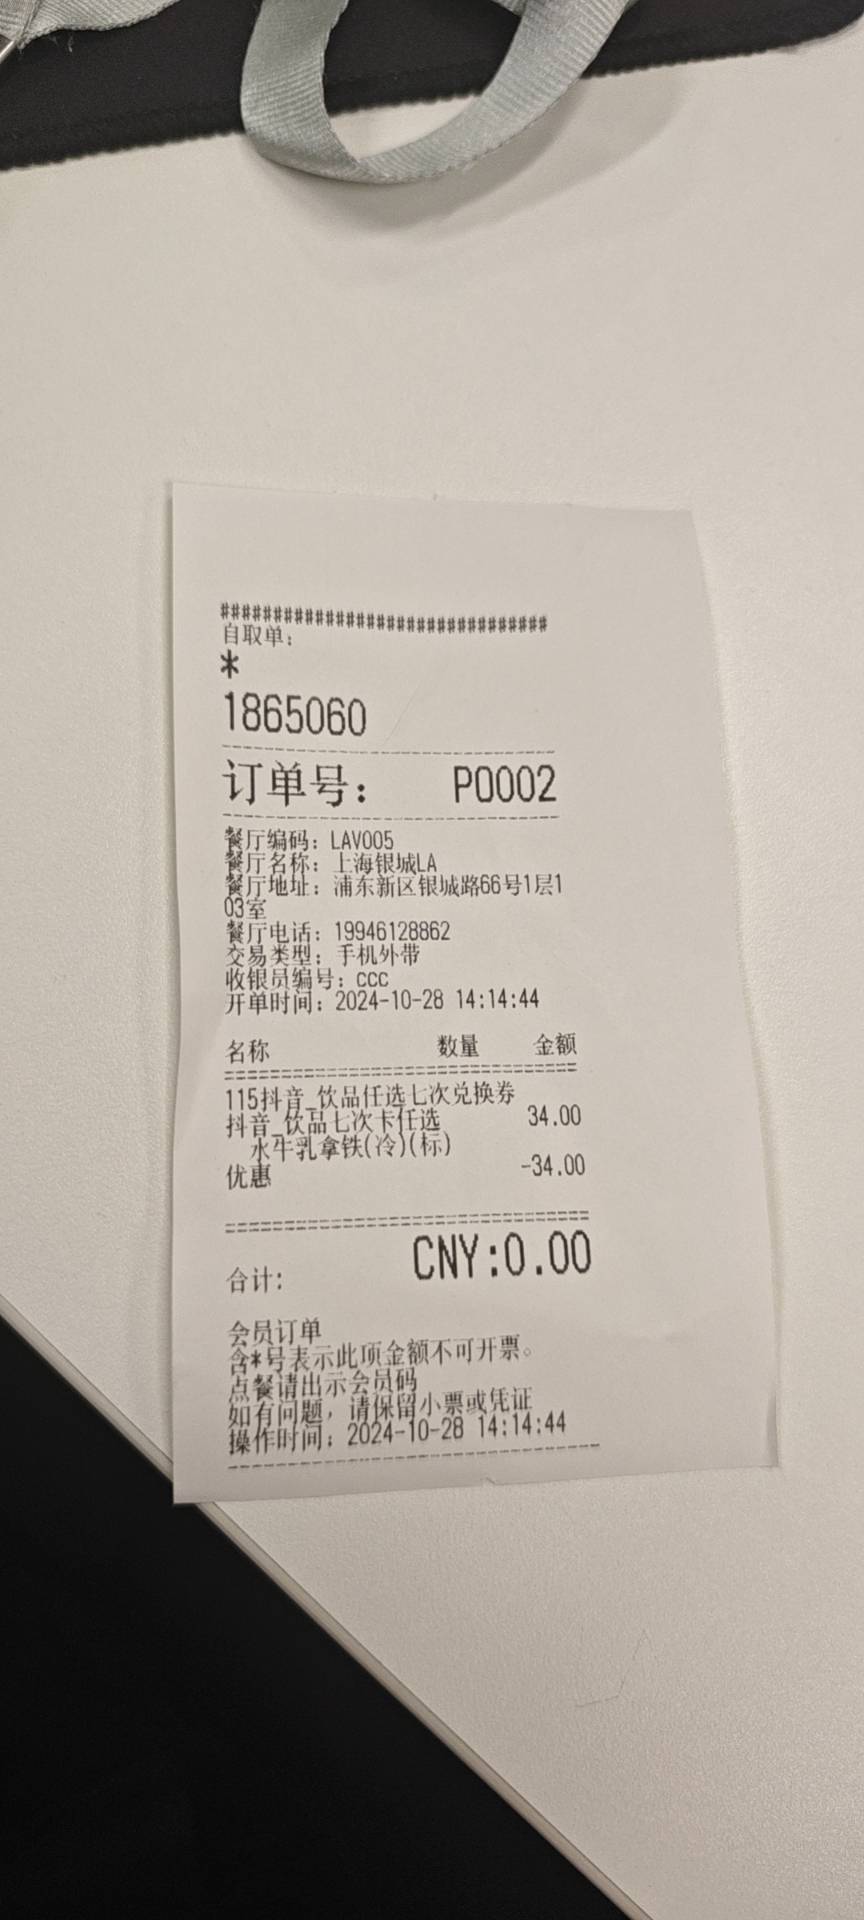 ###############################
自取单:
*
1865060
订单号: P0002
餐厅编码: LAV005
餐厅名称: 上海银城LA
餐厅地址: 浦东新区银城路66号1层1
03室
餐厅电话: 19946128862
交易类型: 手机外带
收银员编号: ccc
开单时间: 2024-10-28 14:14:44
名称 数量 金额
115抖音_饮品任选七次兑换券
抖音_饮品七次卡任选 34.00
水牛乳拿铁(冷)(标)
优惠 -34.00
CNY:0.00
合计:
会员订单
含*号表示此项金额不可开票。
点餐请出示会员码
如有问题，请保留小票或凭证
操作时间: 2024-10-28 14:14:44